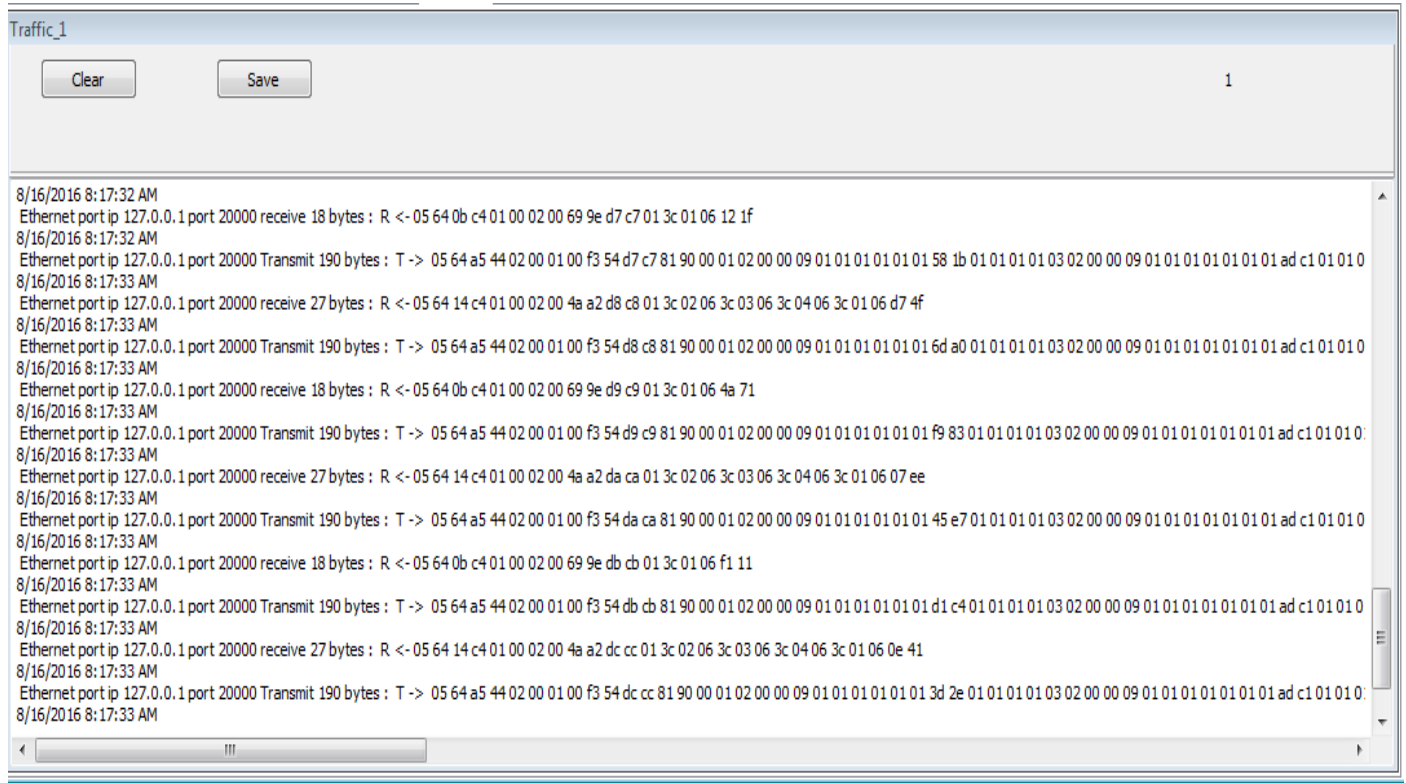 Traffic_1
Clear Save 1
8/16/2016 8:17:32 AM
Ethernet port ip 127.0.0.1 port 20000 receive 18 bytes : R <- 05 64 0b c4 01 00 02 00 69 9e d7 c7 01 3c 01 06 12 1f
8/16/2016 8:17:32 AM
Ethernet port ip 127.0.0.1 port 20000 Transmit 190 bytes : T -> 05 64 a5 44 02 00 01 00 f3 54 d7 c7 81 90 00 01 02 00 00 09 01 01 01 01 01 01 01 58 1b 01 01 01 01 03 02 00 00 09 01 01 01 01 01 01 01 01 ad c1 01 01 0
8/16/2016 8:17:33 AM
Ethernet port ip 127.0.0.1 port 20000 receive 27 bytes : R <- 05 64 14 c4 01 00 02 00 4a a2 d8 c8 01 3c 02 06 3c 03 06 3c 04 06 3c 01 06 d7 4f
8/16/2016 8:17:33 AM
Ethernet port ip 127.0.0.1 port 20000 Transmit 190 bytes : T -> 05 64 a5 44 02 00 01 00 f3 54 d8 c8 81 90 00 01 02 00 00 09 01 01 01 01 01 01 01 6d a0 01 01 01 01 03 02 00 00 09 01 01 01 01 01 01 01 01 ad c1 01 01 0
8/16/2016 8:17:33 AM
Ethernet port ip 127.0.0.1 port 20000 receive 18 bytes : R <- 05 64 0b c4 01 00 02 00 69 9e d9 c9 01 3c 01 06 4a 71
8/16/2016 8:17:33 AM
Ethernet port ip 127.0.0.1 port 20000 Transmit 190 bytes : T -> 05 64 a5 44 02 00 01 00 f3 54 d9 c9 81 90 00 01 02 00 00 09 01 01 01 01 01 01 01 f9 83 01 01 01 01 03 02 00 00 09 01 01 01 01 01 01 01 01 ad c1 01 01 0
8/16/2016 8:17:33 AM
Ethernet port ip 127.0.0.1 port 20000 receive 27 bytes : R <- 05 64 14 c4 01 00 02 00 4a a2 da ca 01 3c 02 06 3c 03 06 3c 04 06 3c 01 06 07 ee
8/16/2016 8:17:33 AM
Ethernet port ip 127.0.0.1 port 20000 Transmit 190 bytes : T -> 05 64 a5 44 02 00 01 00 f3 54 da ca 81 90 00 01 02 00 00 09 01 01 01 01 01 01 01 45 e7 01 01 01 01 03 02 00 00 09 01 01 01 01 01 01 01 01 ad c1 01 01 0
8/16/2016 8:17:33 AM
Ethernet port ip 127.0.0.1 port 20000 receive 18 bytes : R <- 05 64 0b c4 01 00 02 00 69 9e db cb 01 3c 01 06 f1 11
8/16/2016 8:17:33 AM
Ethernet port ip 127.0.0.1 port 20000 Transmit 190 bytes : T -> 05 64 a5 44 02 00 01 00 f3 54 db cb 81 90 00 01 02 00 00 09 01 01 01 01 01 01 01 d1 c4 01 01 01 01 03 02 00 00 09 01 01 01 01 01 01 01 01 ad c1 01 01 0
8/16/2016 8:17:33 AM
Ethernet port ip 127.0.0.1 port 20000 receive 27 bytes : R <- 05 64 14 c4 01 00 02 00 4a a2 dc cc 01 3c 02 06 3c 03 06 3c 04 06 3c 01 06 0e 41
8/16/2016 8:17:33 AM
Ethernet port ip 127.0.0.1 port 20000 Transmit 190 bytes : T -> 05 64 a5 44 02 00 01 00 f3 54 dc cc 81 90 00 01 02 00 00 09 01 01 01 01 01 01 01 3d 2e 01 01 01 01 03 02 00 00 09 01 01 01 01 01 01 01 01 ad c1 01 01 0
8/16/2016 8:17:33 AM